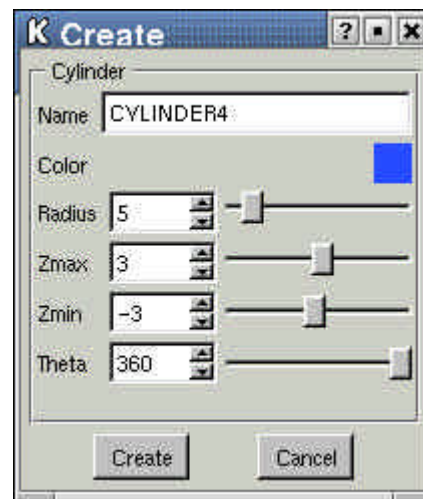 K Create ?
Cylinder
Name CYLINDER4
Color
Radius 5
Zmax 3
Zmin -3
Theta 360
Create Cancel